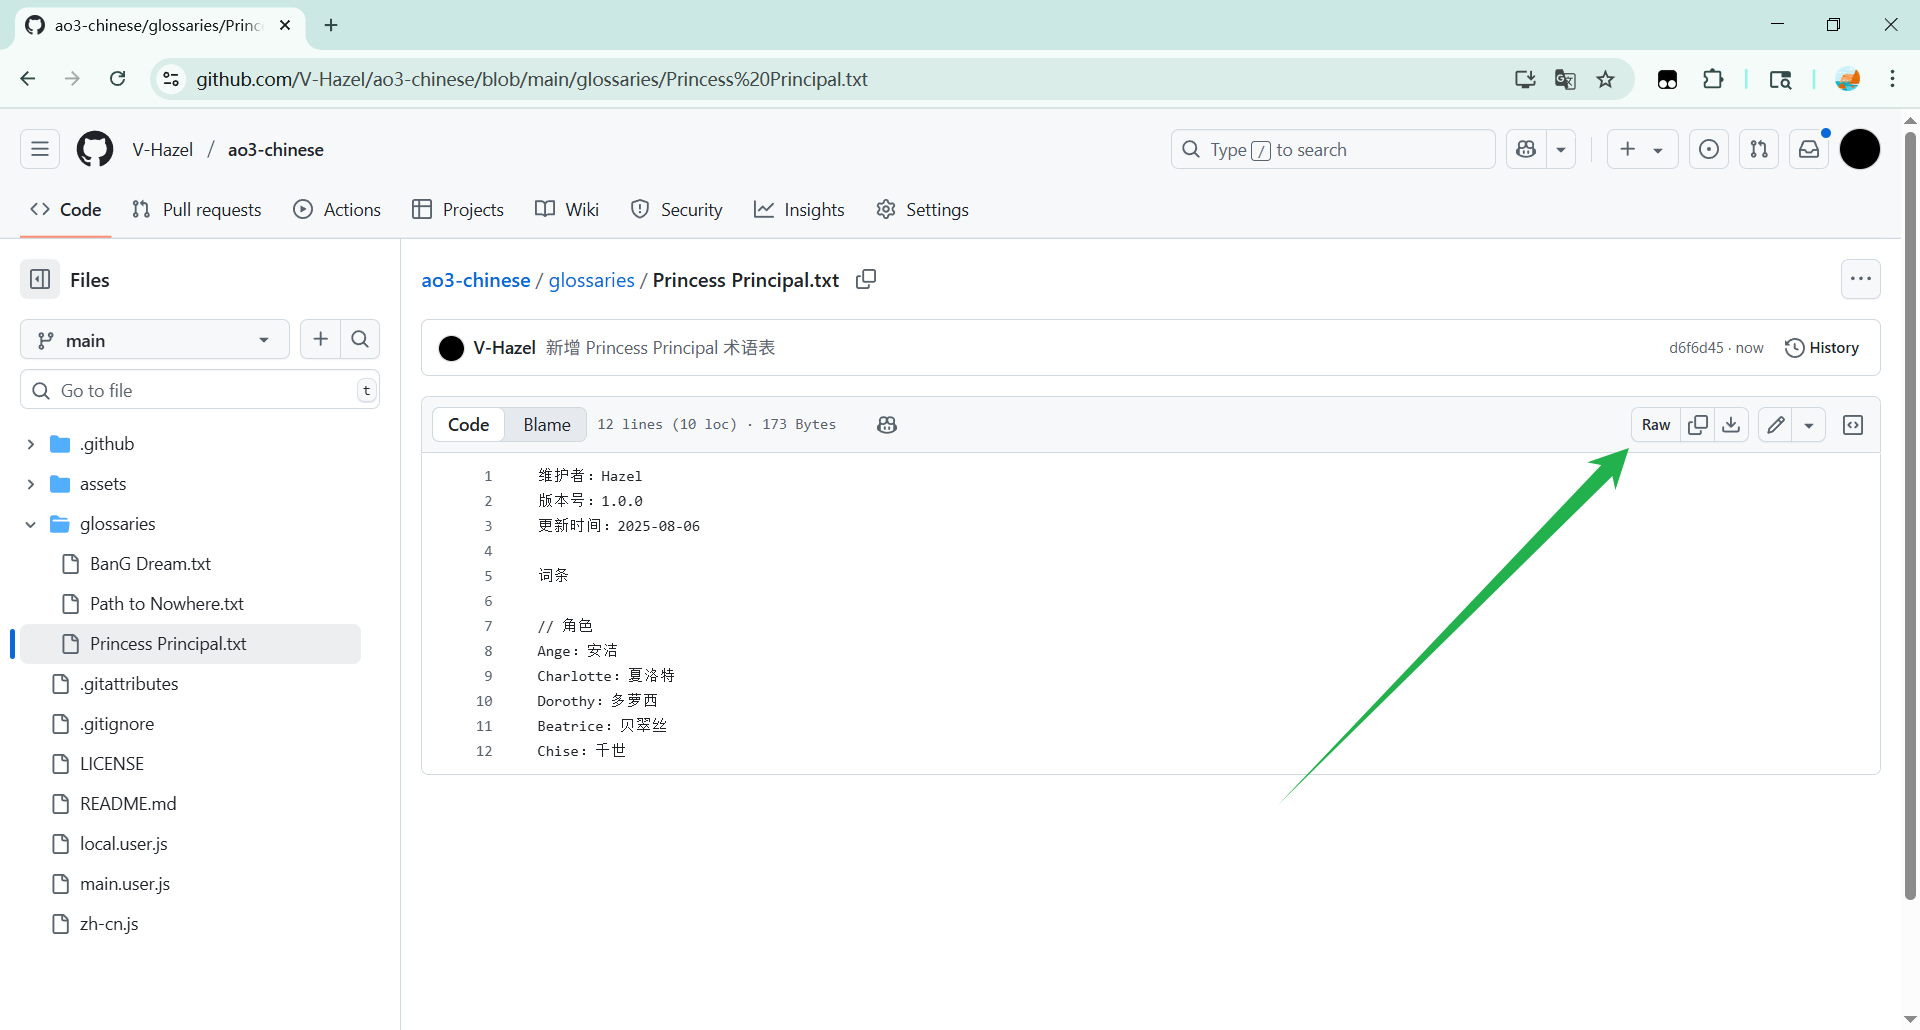 ao3-chinese/glossaries/Princ
github.com/V-Hazel/ao3-chinese/blob/main/glossaries/Princess%20Principal.txt
V-Hazel / ao3-chinese
Type / to search
Code
Pull requests
Actions
Projects
Wiki
Security
Insights
Settings
Files
main
Go to file
t
.github
assets
glossaries
BanG Dream.txt
Path to Nowhere.txt
Princess Principal.txt
.gitattributes
.gitignore
LICENSE
README.md
local.user.js
main.user.js
zh-cn.js
ao3-chinese / glossaries / Princess Principal.txt
V-Hazel 新增 Princess Principal 术语表
d6f6d45 · now
History
Code
Blame
12 lines (10 loc) · 173 Bytes
Raw
1 维护者：Hazel
2 版本号：1.0.0
3 更新时间：2025-08-06
4
5 词条
6
7 // 角色
8 Ange：安洁
9 Charlotte：夏洛特
10 Dorothy：多萝西
11 Beatrice：贝翠丝
12 Chise：千世